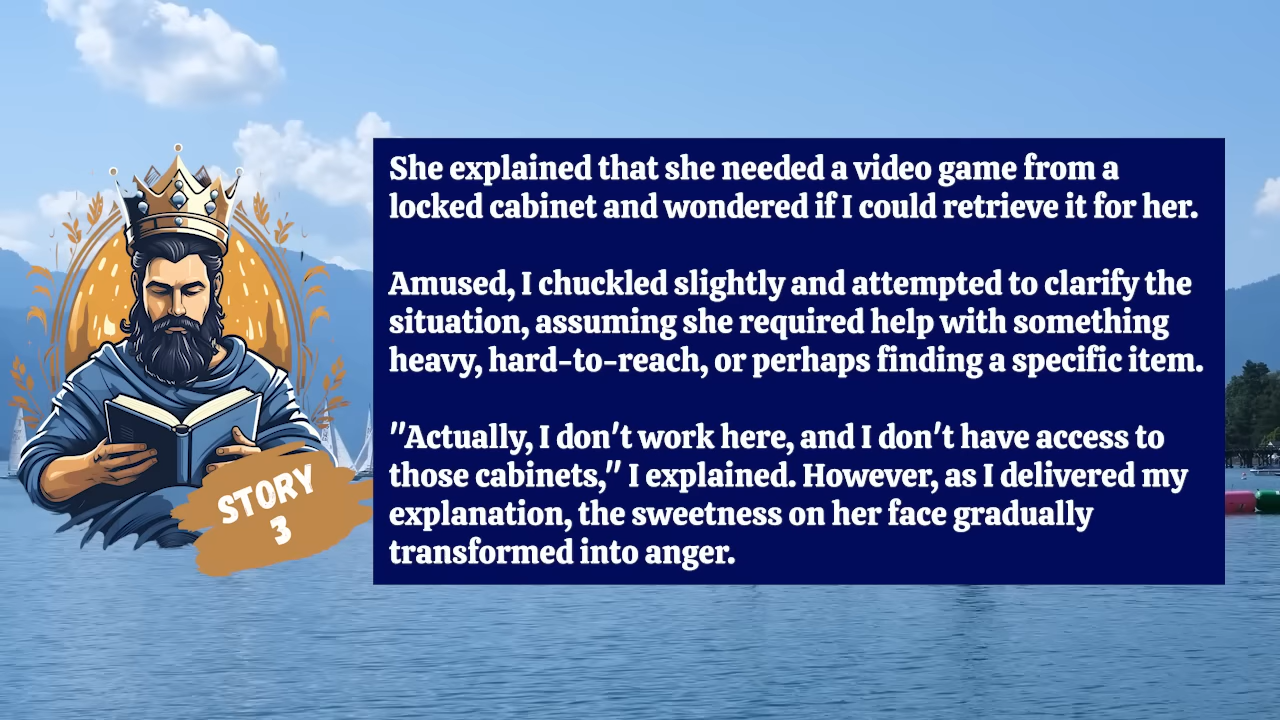 She explained that she needed a video game from a
locked cabinet and wondered if I could retrieve it for her.
Amused, I chuckled slightly and attempted to clarify the
situation, assuming she required help with something
heavy, hard-to-reach, or perhaps finding a specific item.
"Actually, I don't work here, and I don't have access to
those cabinets," I explained. However, as I delivered my
explanation, the sweetness on her face gradually
transformed into anger.
STORY
3